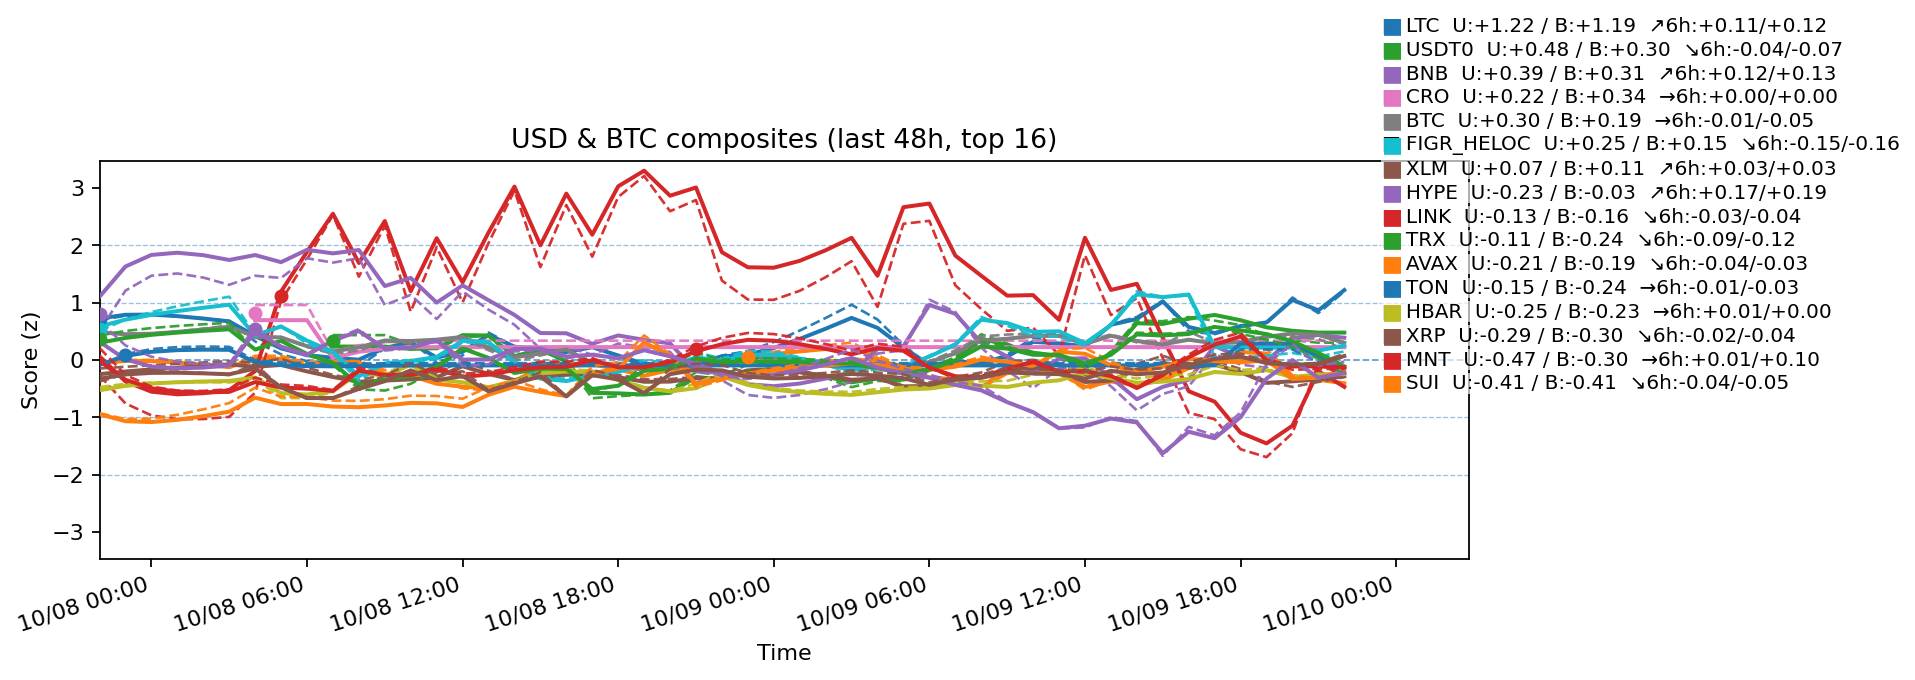 LTC  U:+1.22 / B:+1.19  ↗6h:+0.11/+0.12
USDT0  U:+0.48 / B:+0.30  ↘6h:-0.04/-0.07
BNB  U:+0.39 / B:+0.31  ↗6h:+0.12/+0.13
CRO  U:+0.22 / B:+0.34  →6h:+0.00/+0.00
BTC  U:+0.30 / B:+0.19  →6h:-0.01/-0.05
FIGR_HELOC  U:+0.25 / B:+0.15  ↘6h:-0.15/-0.16
XLM  U:+0.07 / B:+0.11  ↗6h:+0.03/+0.03
HYPE  U:-0.23 / B:-0.03  ↗6h:+0.17/+0.19
LINK  U:-0.13 / B:-0.16  ↘6h:-0.03/-0.04
TRX  U:-0.11 / B:-0.24  ↘6h:-0.09/-0.12
AVAX  U:-0.21 / B:-0.19  ↘6h:-0.04/-0.03
TON  U:-0.15 / B:-0.24  →6h:-0.01/-0.03
HBAR  U:-0.25 / B:-0.23  →6h:+0.01/+0.00
XRP  U:-0.29 / B:-0.30  ↘6h:-0.02/-0.04
MNT  U:-0.47 / B:-0.30  →6h:+0.01/+0.10
SUI  U:-0.41 / B:-0.41  ↘6h:-0.04/-0.05
USD & BTC composites (last 48h, top 16)
Score (z)
3
2
1
0
−1
−2
−3
10/08 00:00
10/08 06:00
10/08 12:00
10/08 18:00
10/09 00:00
10/09 06:00
10/09 12:00
10/09 18:00
10/10 00:00
Time